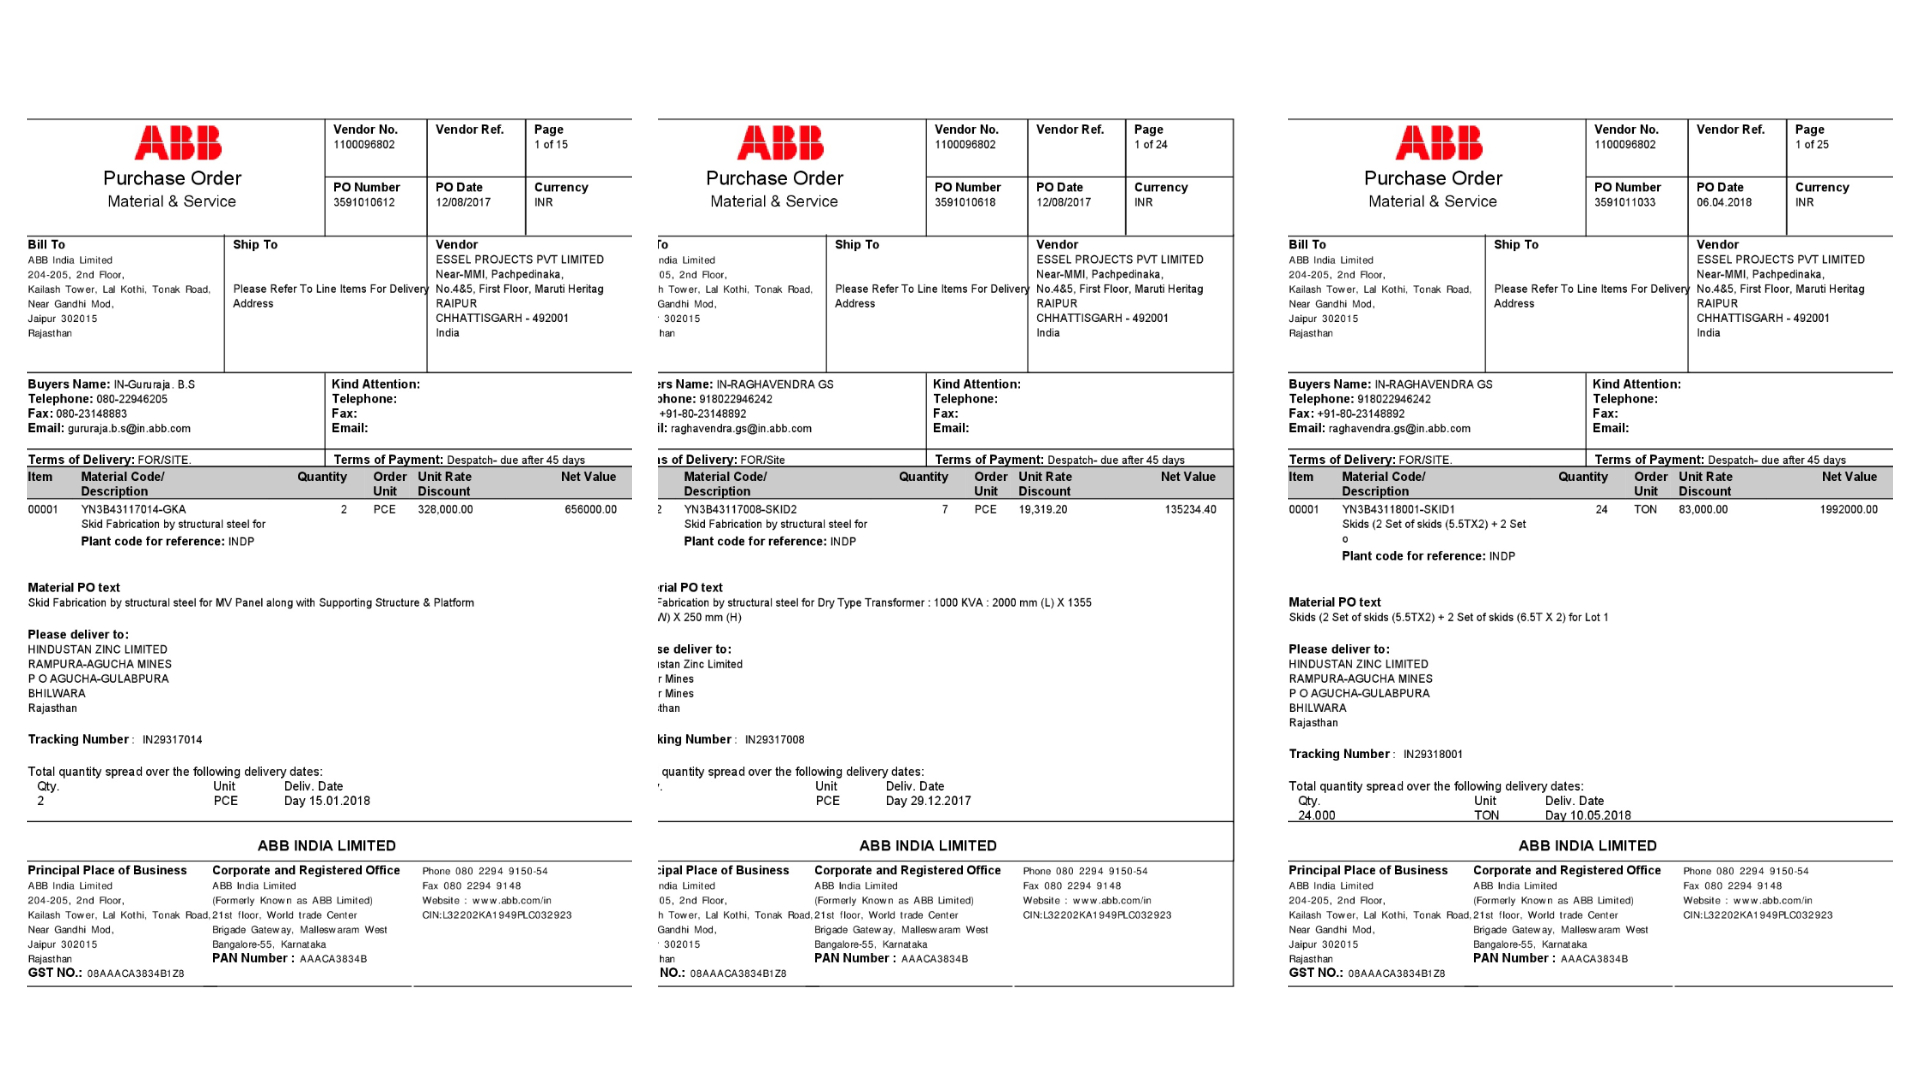 ABB
Purchase Order
Material & Service
Vendor No.
1100096802
Vendor Ref.
Page
1 of 15
PO Number
3591010612
PO Date
12/08/2017
Currency
INR
Bill To
ABB India Limited
204-205, 2nd Floor,
Kailash Tower, Lal Kothi, Tonak Road,
Near Gandhi Mod,
Jaipur 302015
Rajasthan
Ship To
Please Refer To Line Items For Delivery
Address
Vendor
ESSEL PROJECTS PVT LIMITED
Near-MMI, Pachpedinaka,
No.4&5, First Floor, Maruti Heritag
RAIPUR
CHHATTISGARH - 492001
India
Buyers Name: IN-Gururaja. B.S
Telephone: 080-22946205
Fax: 080-23148883
Email: gururaja.b.s@in.abb.com
Kind Attention:
Telephone:
Fax:
Email:
Terms of Delivery: FOR/SITE.
Terms of Payment: Despatch- due after 45 days
Item Material Code/ Quantity Order Unit Rate Net Value
Description Unit Discount
00001 YN3B43117014-GKA 2 PCE 328,000.00 656000.00
Skid Fabrication by structural steel for
Plant code for reference: INDP
Material PO text
Skid Fabrication by structural steel for MV Panel along with Supporting Structure & Platform
Please deliver to:
HINDUSTAN ZINC LIMITED
RAMPURA-AGUCHA MINES
P O AGUCHA-GULABPURA
BHILWARA
Rajasthan
Tracking Number : IN29317014
Total quantity spread over the following delivery dates:
Qty. Unit Deliv. Date
2 PCE Day 15.01.2018
ABB INDIA LIMITED
Principal Place of Business
ABB India Limited
204-205, 2nd Floor,
Kailash Tower, Lal Kothi, Tonak Road,
Near Gandhi Mod,
Jaipur 302015
Rajasthan
GST NO.: 08AAACA3834B1Z8
Corporate and Registered Office
ABB India Limited
(Formerly Known as ABB Limited)
21st floor, World trade Center
Brigade Gateway, Malleswaram West
Bangalore-55, Karnataka
PAN Number : AAACA3834B
Phone 080 2294 9150-54
Fax 080 2294 9148
Website : www.abb.com/in
CIN:L32202KA1949PLC032923
ABB
Purchase Order
Material & Service
Vendor No.
1100096802
Vendor Ref.
Page
1 of 24
PO Number
3591010618
PO Date
12/08/2017
Currency
INR
To
ndia Limited
05, 2nd Floor,
h Tower, Lal Kothi, Tonak Road,
Gandhi Mod,
302015
han
Ship To
Please Refer To Line Items For Delivery
Address
Vendor
ESSEL PROJECTS PVT LIMITED
Near-MMI, Pachpedinaka,
No.4&5, First Floor, Maruti Heritag
RAIPUR
CHHATTISGARH - 492001
India
ers Name: IN-RAGHAVENDRA GS
phone: 918022946242
+91-80-23148892
il: raghavendra.gs@in.abb.com
Kind Attention:
Telephone:
Fax:
Email:
ns of Delivery: FOR/Site
Terms of Payment: Despatch- due after 45 days
Material Code/ Quantity Order Unit Rate Net Value
Description Unit Discount
2 YN3B43117008-SKID2 7 PCE 19,319.20 135234.40
Skid Fabrication by structural steel for
Plant code for reference: INDP
erial PO text
Fabrication by structural steel for Dry Type Transformer : 1000 KVA : 2000 mm (L) X 1355
W) X 250 mm (H)
se deliver to:
ustan Zinc Limited
r Mines
r Mines
sthan
king Number : IN29317008
quantity spread over the following delivery dates:
Unit Deliv. Date
PCE Day 29.12.2017
ABB INDIA LIMITED
cipal Place of Business
ndia Limited
05, 2nd Floor,
h Tower, Lal Kothi, Tonak Road,
Gandhi Mod,
302015
han
NO.: 08AAACA3834B1Z8
Corporate and Registered Office
ABB India Limited
(Formerly Known as ABB Limited)
21st floor, World trade Center
Brigade Gateway, Malleswaram West
Bangalore-55, Karnataka
PAN Number : AAACA3834B
Phone 080 2294 9150-54
Fax 080 2294 9148
Website : www.abb.com/in
CIN:L32202KA1949PLC032923
ABB
Purchase Order
Material & Service
Vendor No.
1100096802
Vendor Ref.
Page
1 of 25
PO Number
3591011033
PO Date
06.04.2018
Currency
INR
Bill To
ABB India Limited
204-205, 2nd Floor,
Kailash Tower, Lal Kothi, Tonak Road,
Near Gandhi Mod,
Jaipur 302015
Rajasthan
Ship To
Please Refer To Line Items For Delivery
Address
Vendor
ESSEL PROJECTS PVT LIMITED
Near-MMI, Pachpedinaka,
No.4&5, First Floor, Maruti Heritag
RAIPUR
CHHATTISGARH - 492001
India
Buyers Name: IN-RAGHAVENDRA GS
Telephone: 918022946242
Fax: +91-80-23148892
Email: raghavendra.gs@in.abb.com
Kind Attention:
Telephone:
Fax:
Email:
Terms of Delivery: FOR/SITE.
Terms of Payment: Despatch- due after 45 days
Item Material Code/ Quantity Order Unit Rate Net Value
Description Unit Discount
00001 YN3B43118001-SKID1 24 TON 83,000.00 1992000.00
Skids (2 Set of skids (5.5TX2) + 2 Set
o
Plant code for reference: INDP
Material PO text
Skids (2 Set of skids (5.5TX2) + 2 Set of skids (6.5T X 2) for Lot 1
Please deliver to:
HINDUSTAN ZINC LIMITED
RAMPURA-AGUCHA MINES
P O AGUCHA-GULABPURA
BHILWARA
Rajasthan
Tracking Number : IN29318001
Total quantity spread over the following delivery dates:
Qty. Unit Deliv. Date
24.000 TON Day 10.05.2018
ABB INDIA LIMITED
Principal Place of Business
ABB India Limited
204-205, 2nd Floor,
Kailash Tower, Lal Kothi, Tonak Road,
Near Gandhi Mod,
Jaipur 302015
Rajasthan
GST NO.: 08AAACA3834B1Z8
Corporate and Registered Office
ABB India Limited
(Formerly Known as ABB Limited)
21st floor, World trade Center
Brigade Gateway, Malleswaram West
Bangalore-55, Karnataka
PAN Number : AAACA3834B
Phone 080 2294 9150-54
Fax 080 2294 9148
Website : www.abb.com/in
CIN:L32202KA1949PLC032923